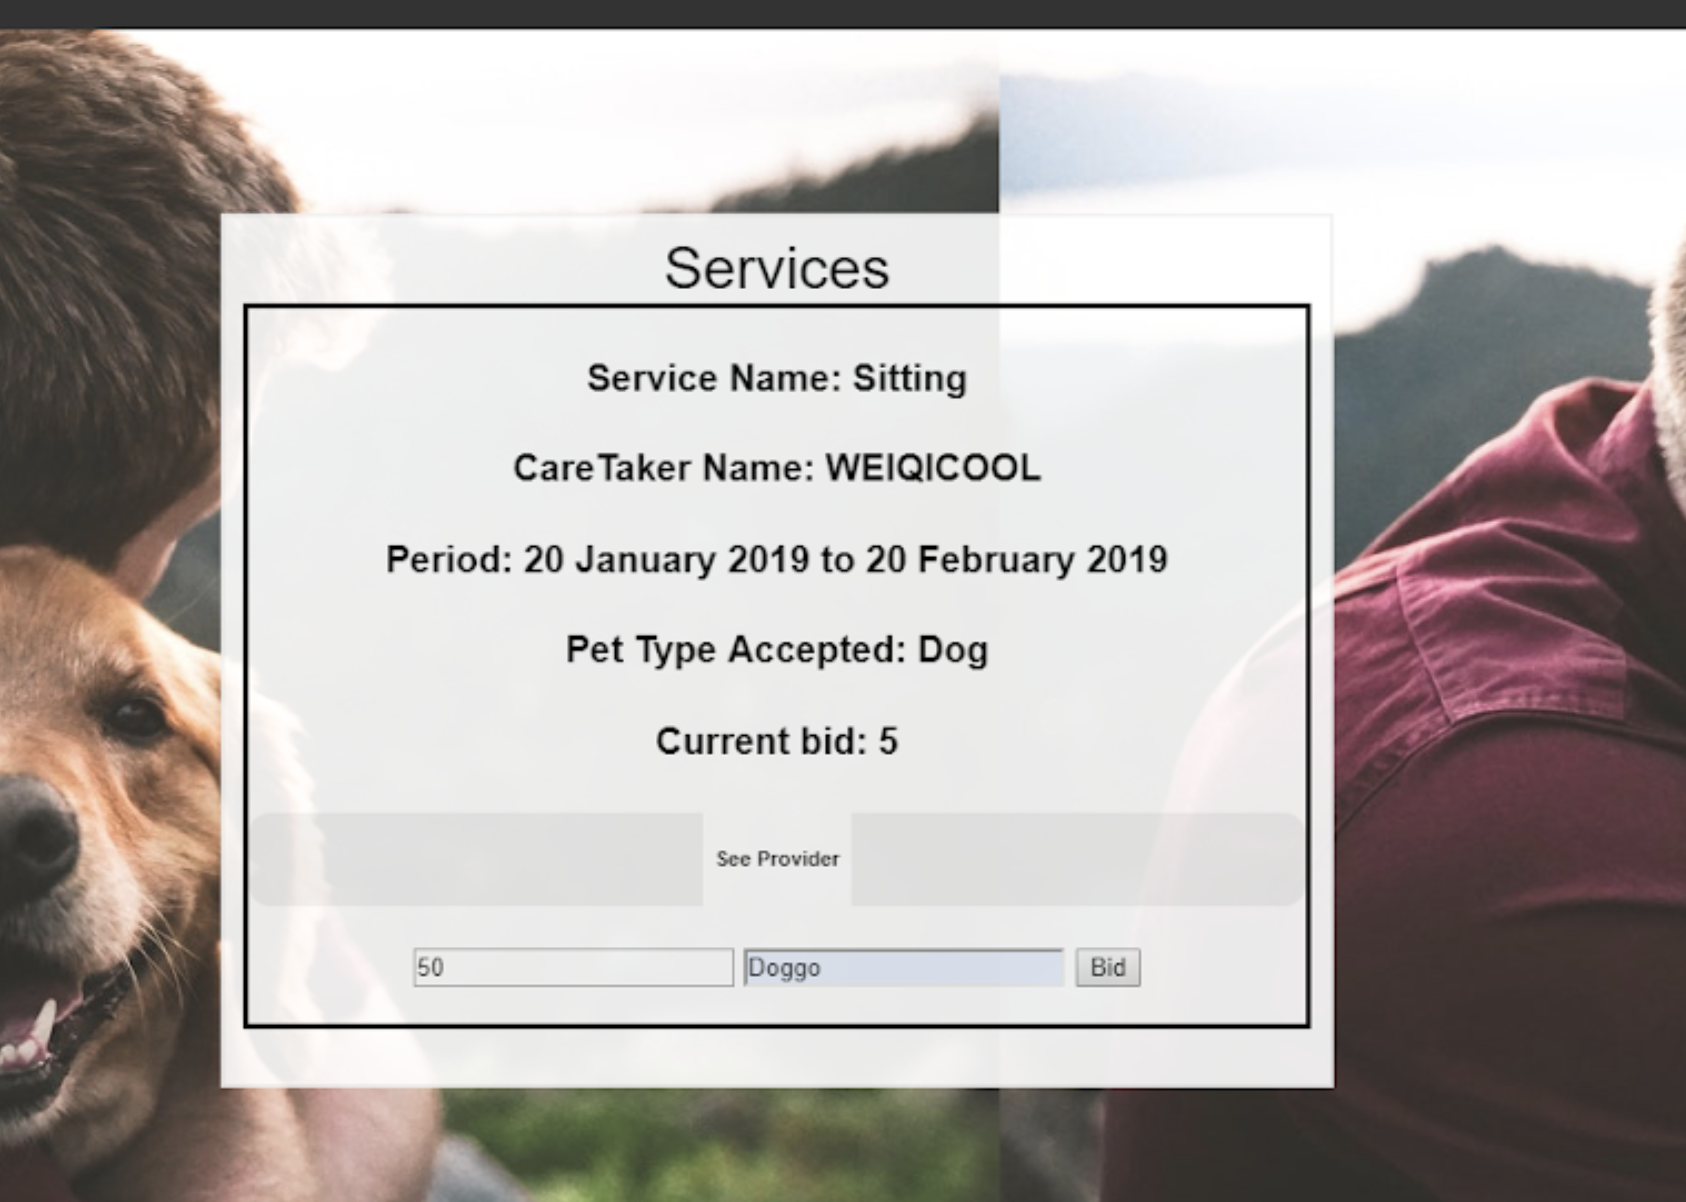 Services
Service Name: Sitting
CareTaker Name: WEIQICOOL
Period: 20 January 2019 to 20 February 2019
Pet Type Accepted: Dog
Current bid: 5
See Provider
50 Doggo Bid